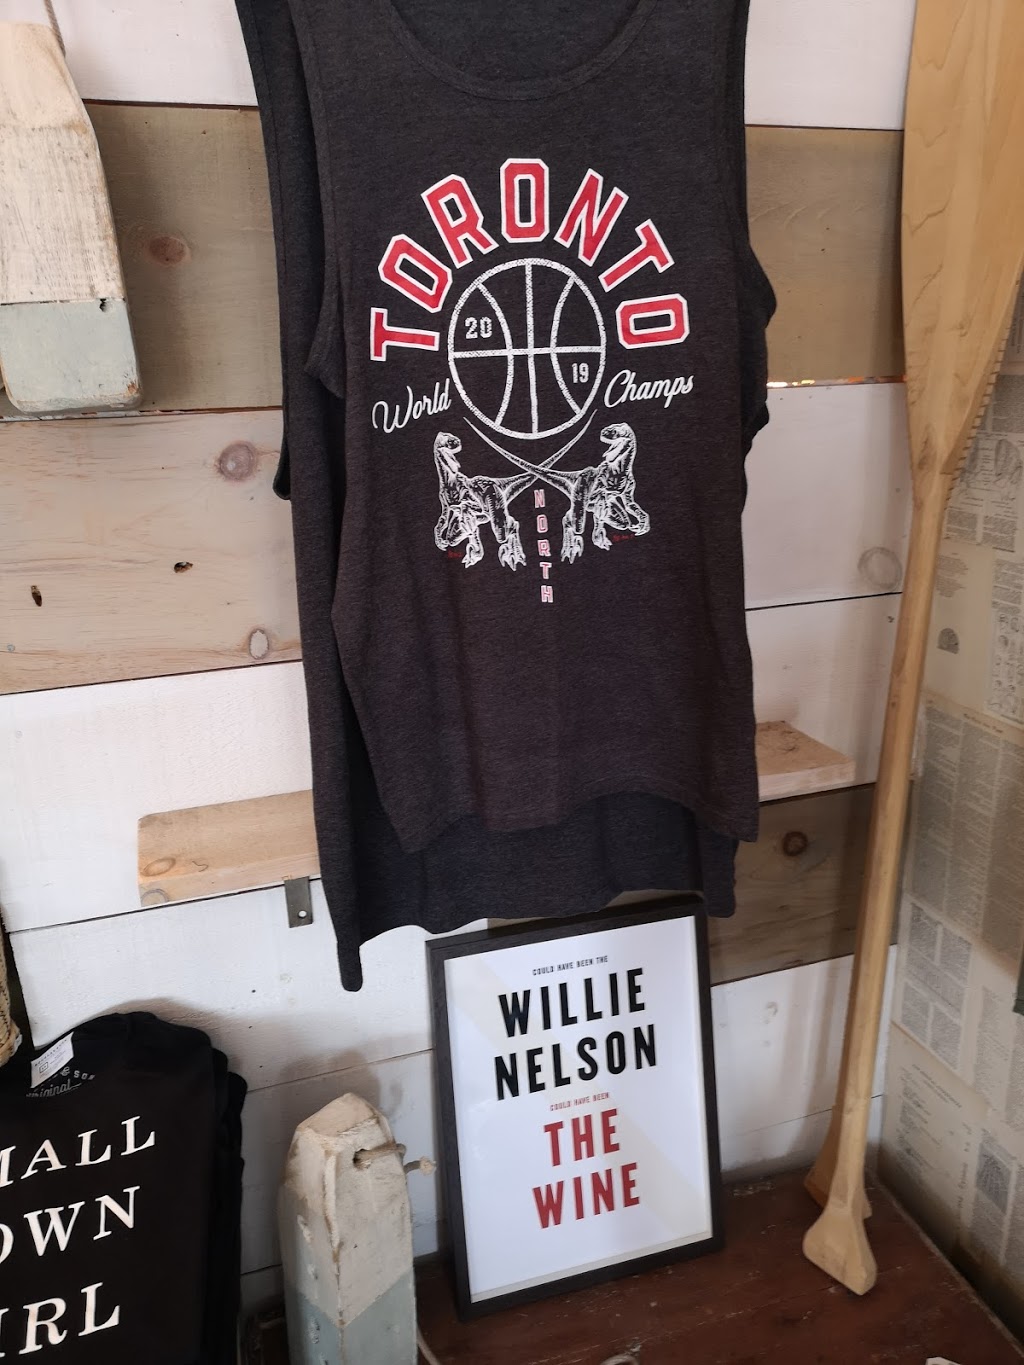 TORONTO
20
19
World Champs
NORTH
COULD HAVE BEEN THE
WILLIE
NELSON
COULD HAVE BEEN
THE
WINE
MALL
OWN
IRL